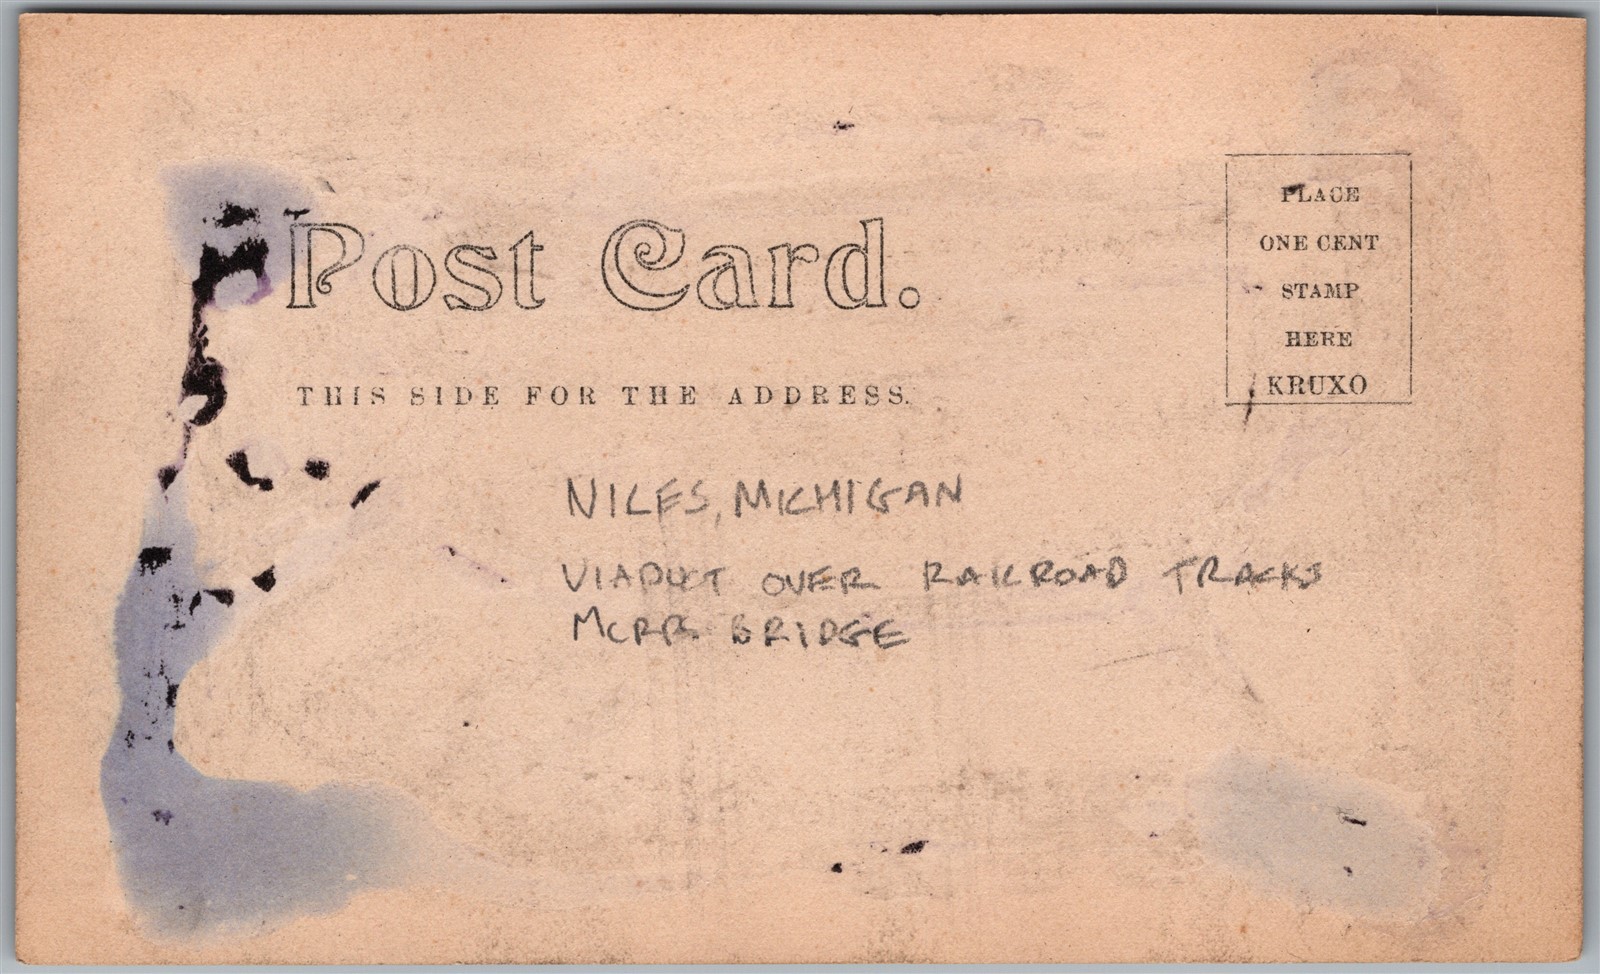 Post Card.
THIS SIDE FOR THE ADDRESS.
PLACE
ONE CENT
STAMP
HERE
KRUXO
NILES, MICHIGAN
VIADUCT OVER RAILROAD TRACKS
MCRR BRIDGE